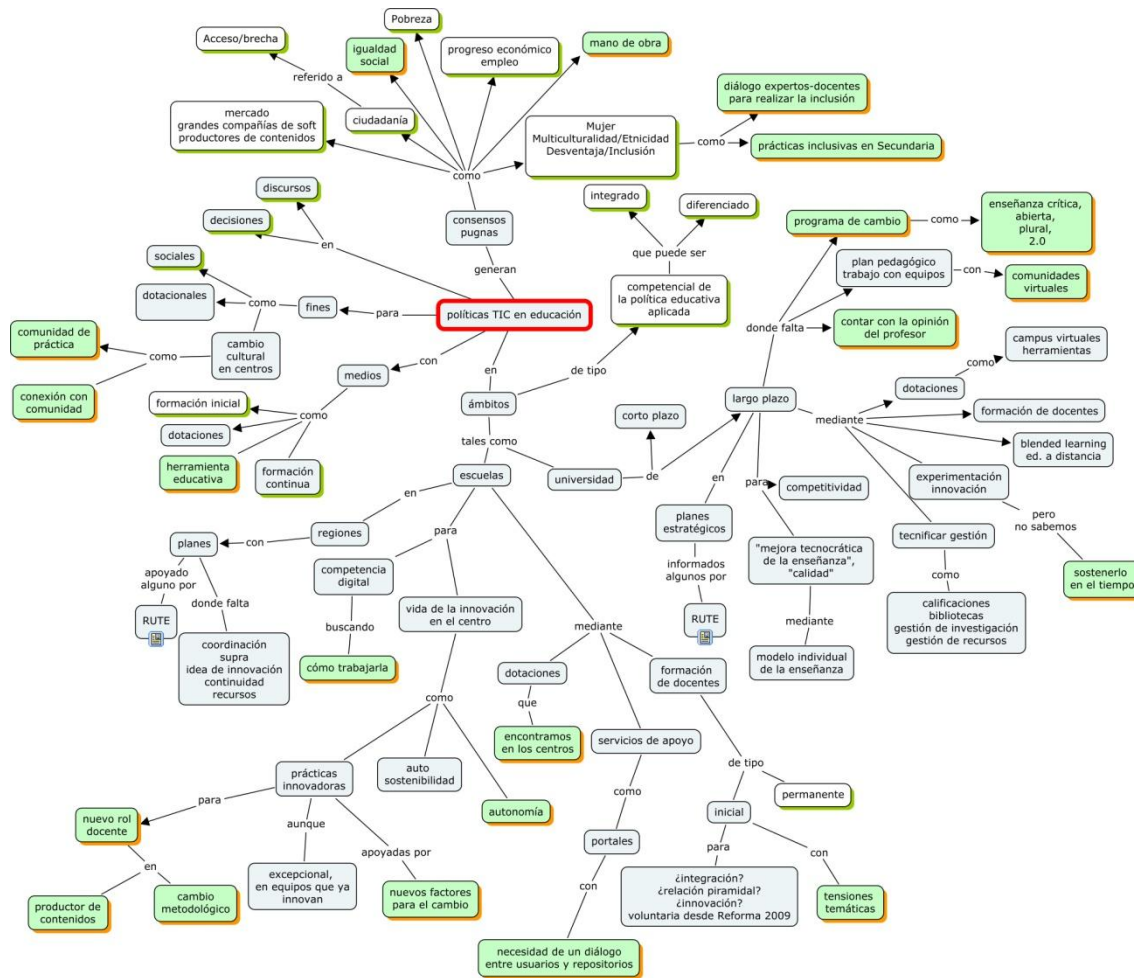 Pobreza
Acceso/brecha
igualdad
social
progreso económico
empleo
mano de obra
referido a
diálogo expertos-docentes
para realizar la inclusión
mercado
grandes compañías de soft
productores de contenidos
ciudadanía
Mujer
Multiculturalidad/Etnicidad
Desventaja/Inclusión
como
prácticas inclusivas en Secundaria
como
discursos
decisiones
en
consensos
pugnas
generan
integrado
diferenciado
que puede ser
competencial de
la política educativa
aplicada
programa de cambio
como
enseñanza crítica,
abierta,
plural,
2.0
plan pedagógico
trabajo con equipos
con
comunidades
virtuales
donde falta
contar con la opinión
del profesor
sociales
dotacionales
como
fines
para
políticas TIC en educación
comunidad de
práctica
como
cambio
cultural
en centros
conexión con
comunidad
con
medios
en
de tipo
ámbitos
formación inicial
como
dotaciones
herramienta
educativa
formación
continua
tales como
corto plazo
largo plazo
como
campus virtuales
herramientas
dotaciones
mediante
formación de docentes
blended learning
ed. a distancia
escuelas
universidad
de
en
para
competitividad
experimentación
innovación
pero
no sabemos
sostenerlo
en el tiempo
tecnificar gestión
como
calificaciones
bibliotecas
gestión de investigación
gestión de recursos
planes
estratégicos
informados
algunos por
RUTE
"mejora tecnocrática
de la enseñanza",
"calidad"
mediante
modelo individual
de la enseñanza
en
regiones
con
planes
apoyado
alguno por
RUTE
donde falta
coordinación
supra
idea de innovación
continuidad
recursos
para
competencia
digital
buscando
cómo trabajarla
vida de la innovación
en el centro
como
mediante
dotaciones
que
encontramos
en los centros
formación
de docentes
servicios de apoyo
como
portales
con
necesidad de un diálogo
entre usuarios y repositorios
de tipo
permanente
inicial
para
¿integración?
¿relación piramidal?
¿innovación?
voluntaria desde Reforma 2009
con
tensiones
temáticas
prácticas
innovadoras
auto
sostenibilidad
autonomía
para
nuevo rol
docente
en
productor de
contenidos
cambio
metodológico
aunque
excepcional,
en equipos que ya
innovan
apoyadas por
nuevos factores
para el cambio